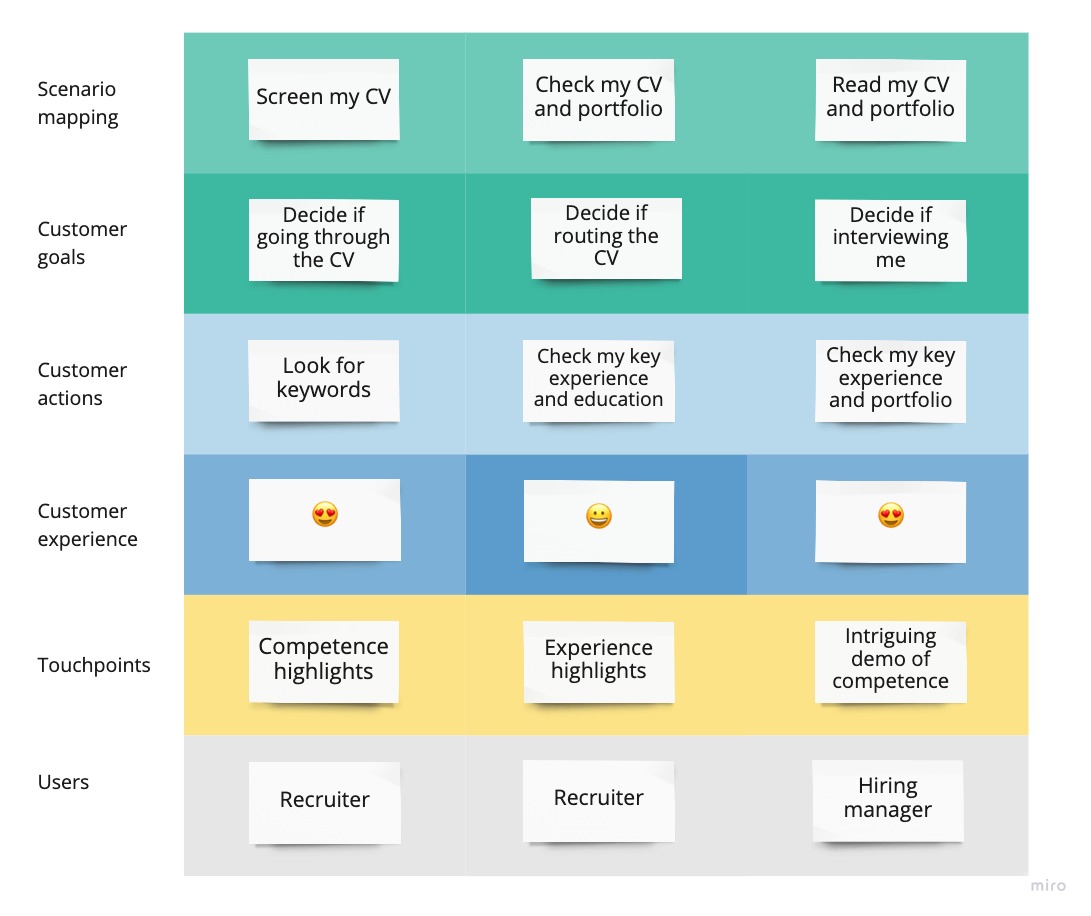 Scenario
mapping
Screen my CV
Check my CV
and portfolio
Read my CV
and portfolio
Customer
goals
Decide if
going through
the CV
Decide if
routing the
CV
Decide if
interviewing
me
Customer
actions
Look for
keywords
Check my key
experience
and education
Check my key
experience
and portfolio
Customer
experience
Touchpoints
Competence
highlights
Experience
highlights
Intriguing
demo of
competence
Users
Recruiter
Recruiter
Hiring
manager
miro